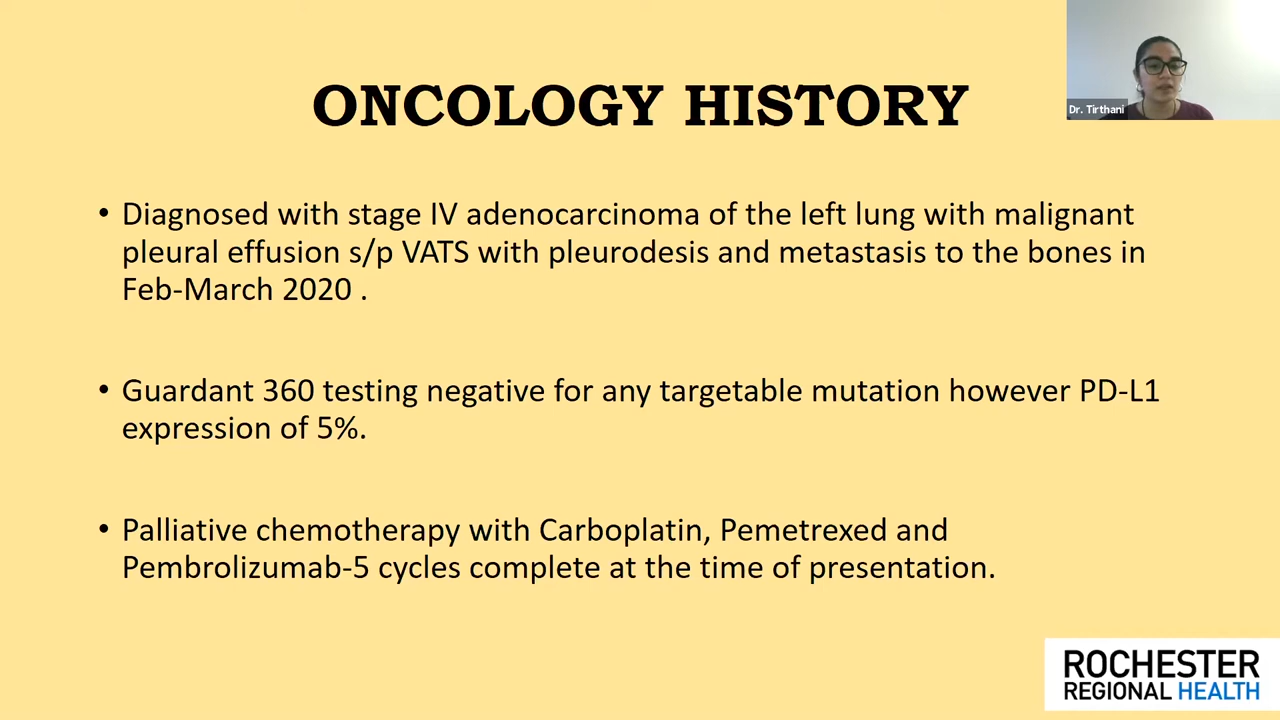 ONCOLOGY HISTORY
Dr. Tirthani
• Diagnosed with stage IV adenocarcinoma of the left lung with malignant
pleural effusion s/p VATS with pleurodesis and metastasis to the bones in
Feb-March 2020 .
• Guardant 360 testing negative for any targetable mutation however PD-L1
expression of 5%.
• Palliative chemotherapy with Carboplatin, Pemetrexed and
Pembrolizumab-5 cycles complete at the time of presentation.
ROCHESTER
REGIONAL HEALTH